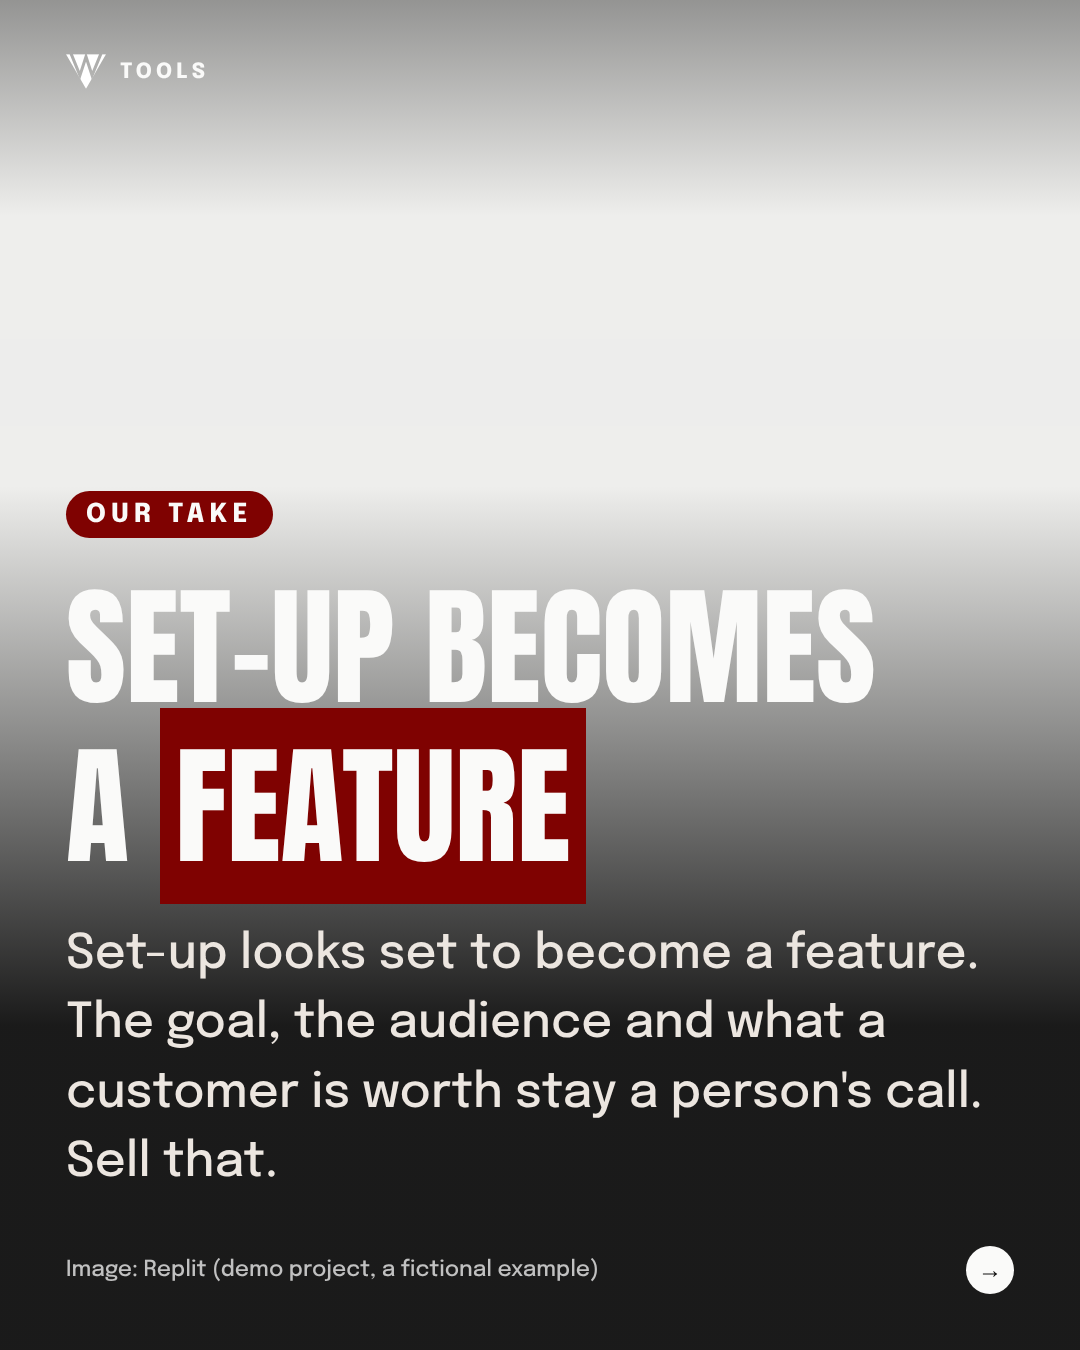 TOOLS
OUR TAKE
SET-UP BECOMES
A FEATURE
Set-up looks set to become a feature.
The goal, the audience and what a
customer is worth stay a person's call.
Sell that.
Image: Replit (demo project, a fictional example)
→